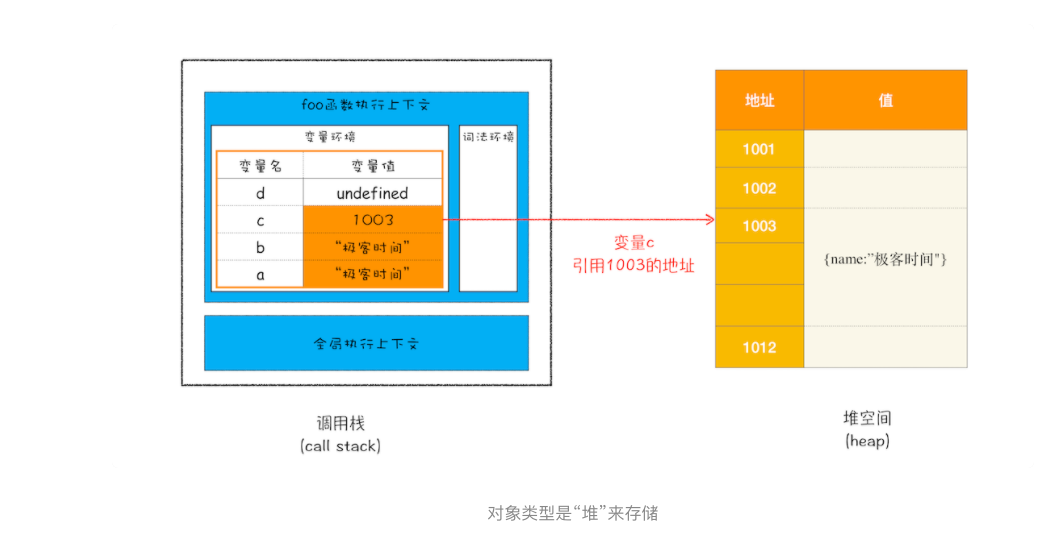 foo函数执行上下文
变量环境
词法环境
变量名 变量值
d undefined
c 1003
b “极客时间”
a “极客时间”
全局执行上下文
调用栈
(call stack)
变量c
引用1003的地址
地址 值
1001
1002
1003
{name:”极客时间"}
1012
堆空间
(heap)
对象类型是“堆”来存储